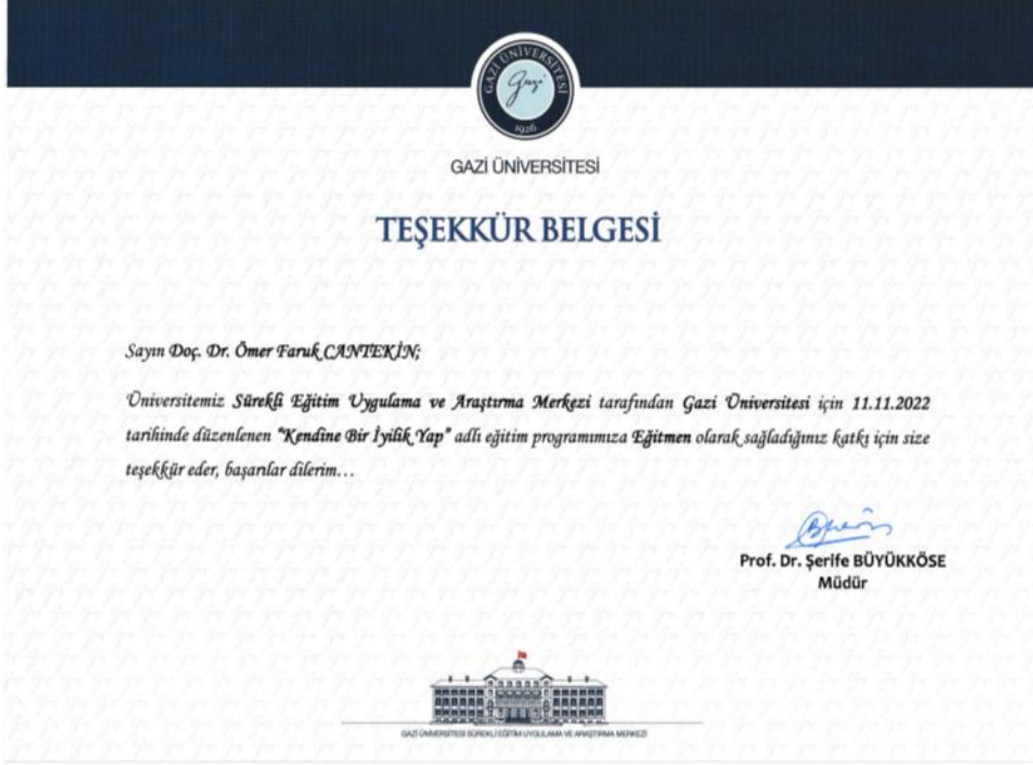 GAZİ ÜNİVERSİTESİ
Gazi
1926
GAZİ ÜNİVERSİTESİ
TEŞEKKÜR BELGESİ
Sayın Doç. Dr. Ömer Faruk CANTEKİN;
Üniversitemiz Sürekli Eğitim Uygulama ve Araştırma Merkezi tarafından Gazi Üniversitesi için 11.11.2022
tarihinde düzenlenen "Kendine Bir İyilik Yap" adlı eğitim programımıza Eğitmen olarak sağladığınız katkı için size
teşekkür eder, başarılar dilerim...
Prof. Dr. Şerife BÜYÜKKÖSE
Müdür
GAZİ ÜNİVERSİTESİ SÜREKLİ EĞİTİM UYGULAMA VE ARAŞTIRMA MERKEZİ